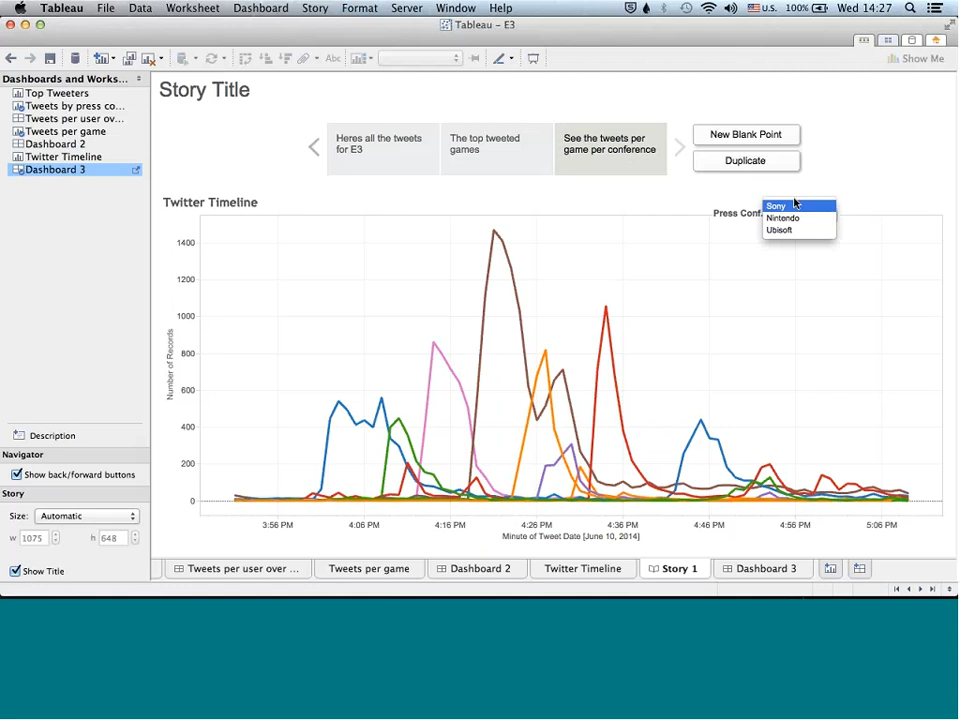 Tableau File Data Worksheet Dashboard Story Format Server Window Help U.S. 100% Wed 14:27
Tableau - E3
Abc Show Me
Dashboards and Works...
Top Tweeters
Tweets by press co...
Tweets per user ov...
Tweets per game
Dashboard 2
Twitter Timeline
Dashboard 3
Description
Navigator
Show back/forward buttons
Story
Size: Automatic
w 1075 h 648
Show Title
Story Title
Heres all the tweets
for E3
The top tweeted
games
See the tweets per
game per conference
New Blank Point
Duplicate
Twitter Timeline
Press Conf.
Sony
Nintendo
Ubisoft
Number of Records
1400
1200
1000
800
600
400
200
0
3:56 PM 4:06 PM 4:16 PM 4:26 PM 4:36 PM 4:46 PM 4:56 PM 5:06 PM
Minute of Tweet Date [June 10, 2014]
Tweets per user over ... Tweets per game Dashboard 2 Twitter Timeline Story 1 Dashboard 3